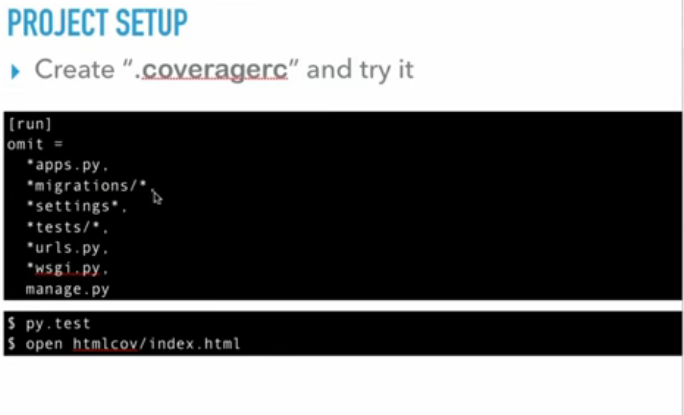 PROJECT SETUP
Create “.coveragerc” and try it
[run]
omit =
*apps.py,
*migrations/*,
*settings*,
*tests/*,
*urls.py,
*wsgi.py,
manage.py
$ py.test
$ open htmlcov/index.html